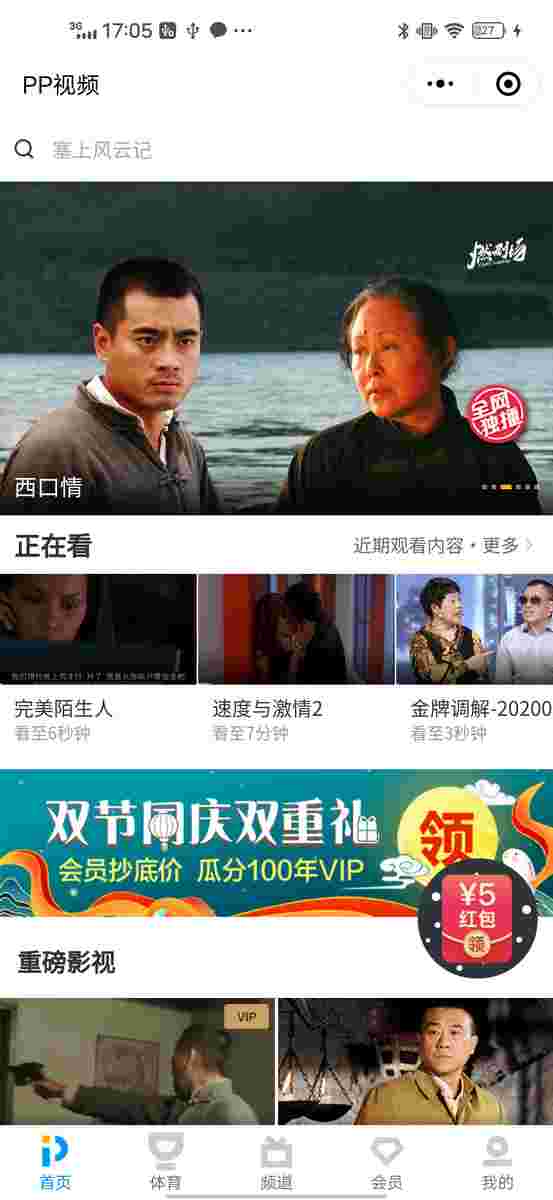 3G 17:05 27
PP视频
塞上风云记
燃剧场
全网
独播
西口情
正在看
近期观看内容·更多
完美陌生人
看至6秒钟
速度与激情2
看至7分钟
金牌调解-20200
看至3秒钟
双节同庆双重礼
领
会员抄底价 瓜分100年VIP
¥5
红包
领
重磅影视
VIP
首页
体育
频道
会员
我的